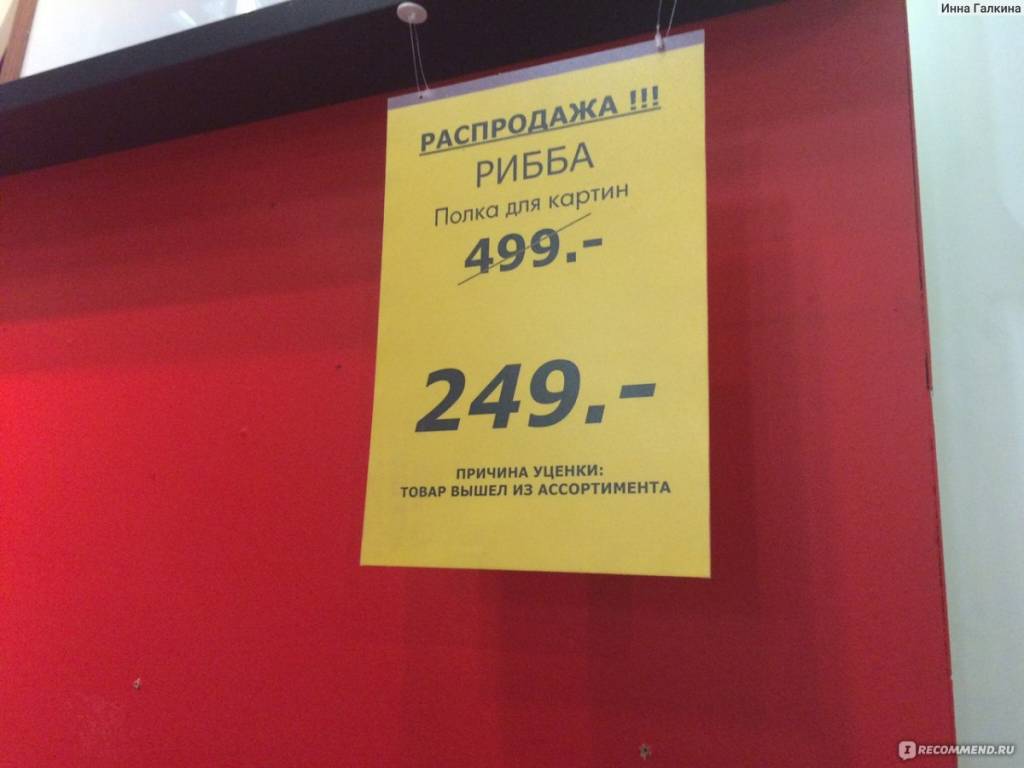 Инна Галкина
РАСПРОДАЖА !!!
РИББА
Полка для картин
499.-
249.-
ПРИЧИНА УЦЕНКИ:
ТОВАР ВЫШЕЛ ИЗ АССОРТИМЕНТА
I RECOMMEND.RU